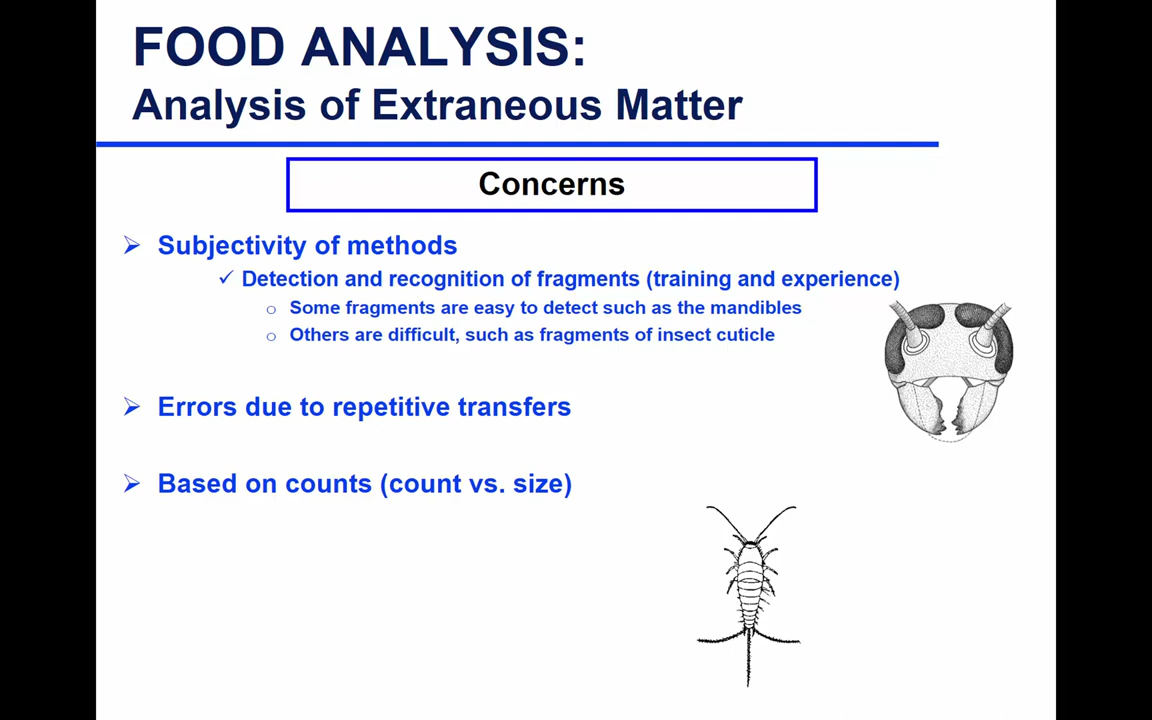 FOOD ANALYSIS:
Analysis of Extraneous Matter
Concerns
➢ Subjectivity of methods
✓ Detection and recognition of fragments (training and experience)
o Some fragments are easy to detect such as the mandibles
o Others are difficult, such as fragments of insect cuticle
➢ Errors due to repetitive transfers
➢ Based on counts (count vs. size)